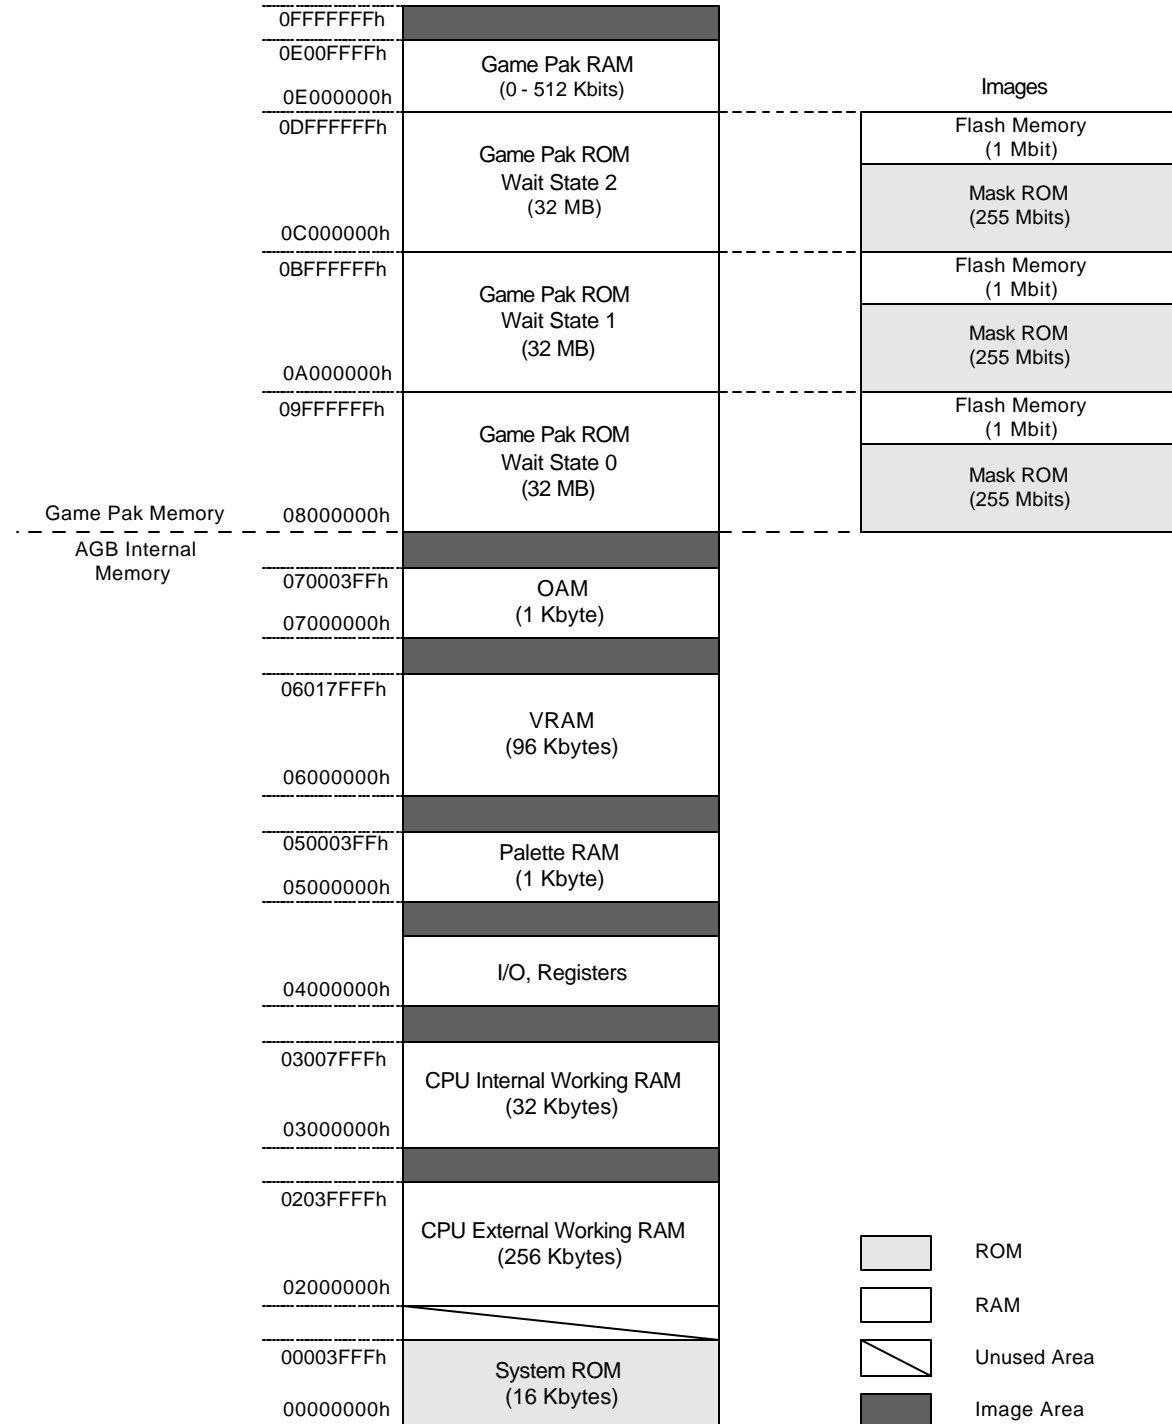 0FFFFFFFh
0E00FFFFh
Game Pak RAM
(0 - 512 Kbits)
0E000000h
Images
0DFFFFFFh
Game Pak ROM
Wait State 2
(32 MB)
0C000000h
Flash Memory
(1 Mbit)
Mask ROM
(255 Mbits)
0BFFFFFFh
Game Pak ROM
Wait State 1
(32 MB)
0A000000h
Flash Memory
(1 Mbit)
Mask ROM
(255 Mbits)
09FFFFFFh
Game Pak ROM
Wait State 0
(32 MB)
08000000h
Flash Memory
(1 Mbit)
Mask ROM
(255 Mbits)
Game Pak Memory
AGB Internal
Memory
070003FFh
OAM
(1 Kbyte)
07000000h
06017FFFh
VRAM
(96 Kbytes)
06000000h
050003FFh
Palette RAM
(1 Kbyte)
05000000h
I/O, Registers
04000000h
03007FFFh
CPU Internal Working RAM
(32 Kbytes)
03000000h
0203FFFFh
CPU External Working RAM
(256 Kbytes)
02000000h
00003FFFh
System ROM
(16 Kbytes)
00000000h
ROM
RAM
Unused Area
Image Area